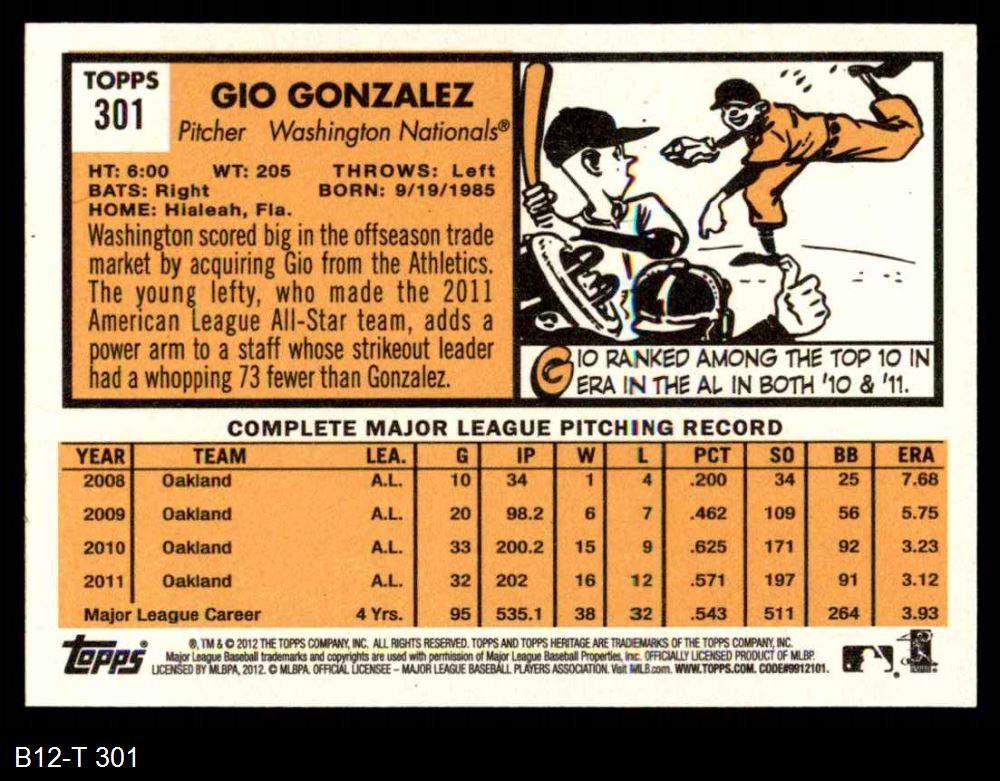 TOPPS
301
GIO GONZALEZ
Pitcher Washington Nationals®
HT: 6:00 WT: 205 THROWS: Left
BATS: Right BORN: 9/19/1985
HOME: Hialeah, Fla.
Washington scored big in the offseason trade
market by acquiring Gio from the Athletics.
The young lefty, who made the 2011
American League All-Star team, adds a
power arm to a staff whose strikeout leader
had a whopping 73 fewer than Gonzalez.
GIO RANKED AMONG THE TOP 10 IN
ERA IN THE AL IN BOTH '10 & '11.
COMPLETE MAJOR LEAGUE PITCHING RECORD
YEAR TEAM LEA. G IP W L PCT SO BB ERA
2008 Oakland A.L. 10 34 1 4 .200 34 25 7.68
2009 Oakland A.L. 20 98.2 6 7 .462 109 56 5.75
2010 Oakland A.L. 33 200.2 15 9 .625 171 92 3.23
2011 Oakland A.L. 32 202 16 12 .571 197 91 3.12
Major League Career 4 Yrs. 95 535.1 38 32 .543 511 264 3.93
Topps®
®, TM & © 2012 THE TOPPS COMPANY, INC. ALL RIGHTS RESERVED. TOPPS AND TOPPS HERITAGE ARE TRADEMARKS OF THE TOPPS COMPANY, INC.
Major League Baseball trademarks and copyrights are used with permission of Major League Baseball Properties, Inc. OFFICIALLY LICENSED PRODUCT OF MLBP.
LICENSED BY MLBPA, 2012. © MLBPA. OFFICIAL LICENSEE – MAJOR LEAGUE BASEBALL PLAYERS ASSOCIATION. Visit MLB.com. WWW.TOPPS.COM. CODE#9912101.
B12-T 301